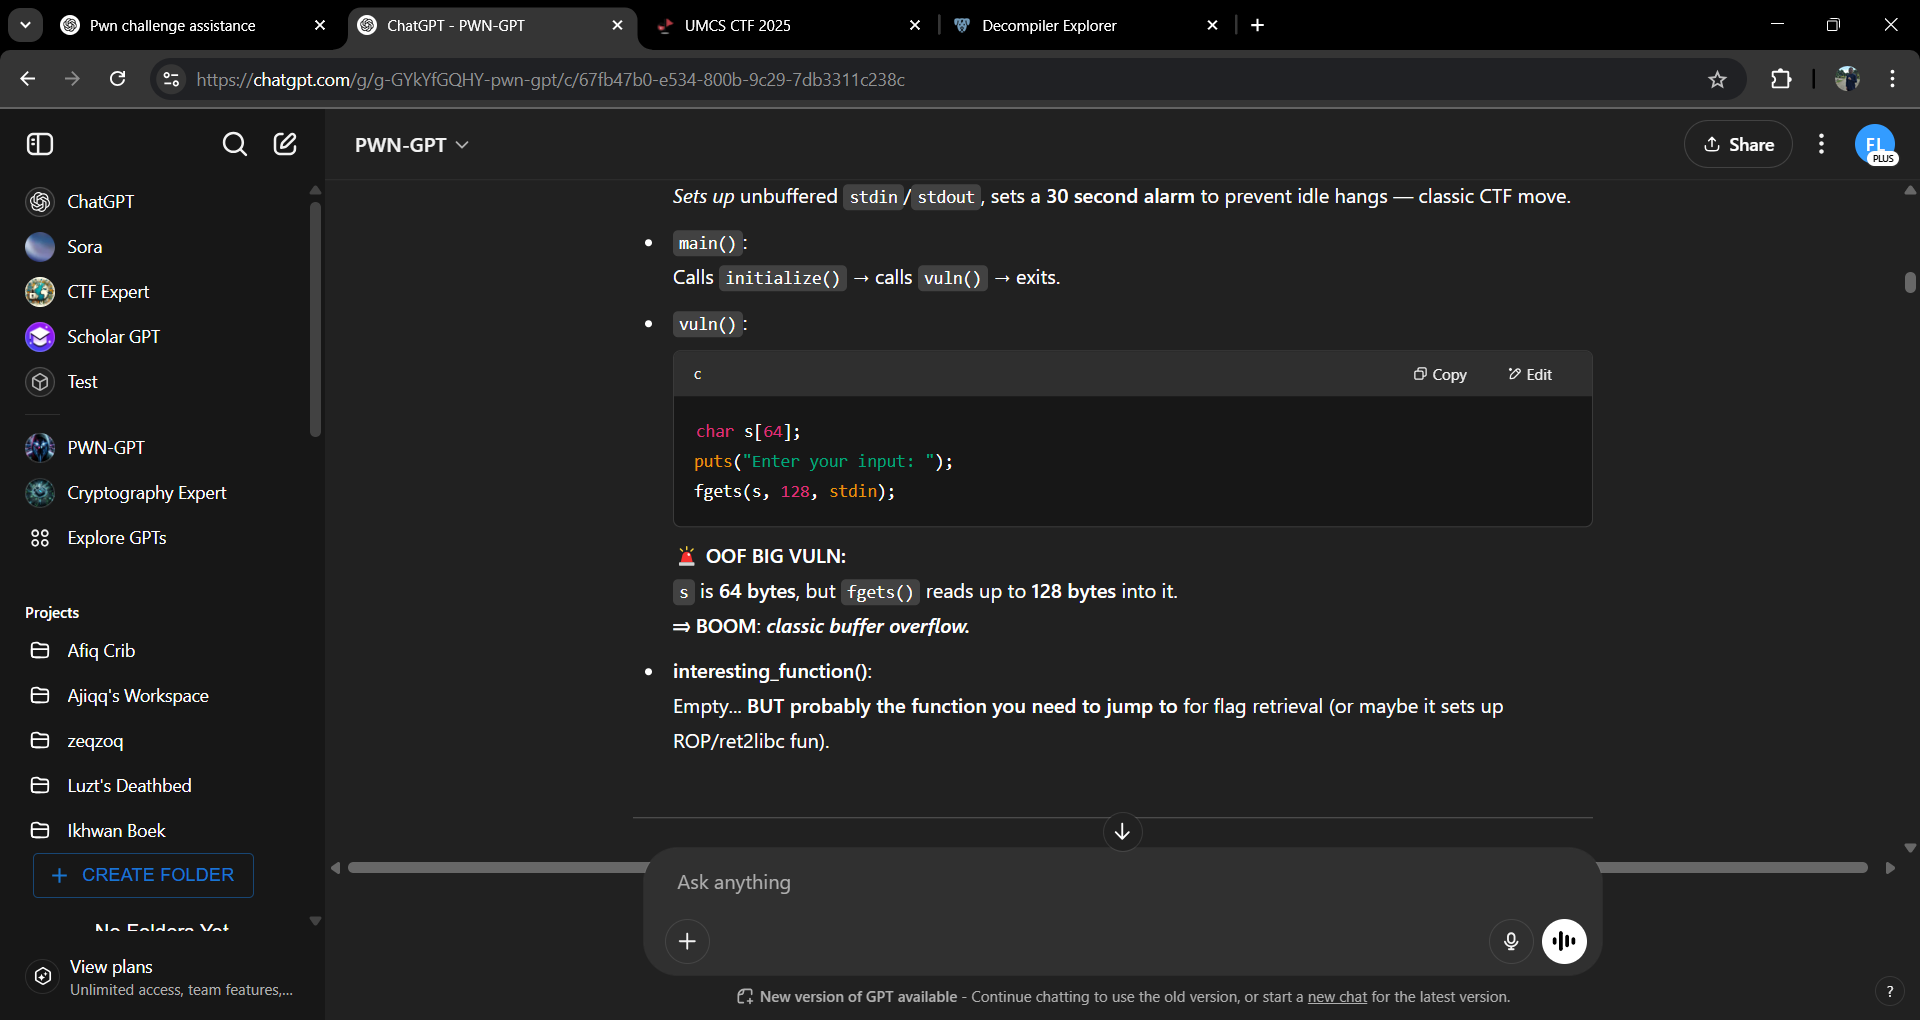 Pwn challenge assistance
ChatGPT - PWN-GPT
UMCS CTF 2025
Decompiler Explorer
https://chatgpt.com/g/g-GYkYfGQHY-pwn-gpt/c/67fb47b0-e534-800b-9c29-7db3311c238c
PWN-GPT
Share
FL
PLUS
ChatGPT
Sora
CTF Expert
Scholar GPT
Test
PWN-GPT
Cryptography Expert
Explore GPTs
Projects
Afiq Crib
Ajiqq's Workspace
zeqzoq
Luzt's Deathbed
Ikhwan Boek
+ CREATE FOLDER
No Folders Yet
View plans
Unlimited access, team features,...
Sets up unbuffered stdin / stdout , sets a 30 second alarm to prevent idle hangs — classic CTF move.
• main() :
Calls initialize() → calls vuln() → exits.
• vuln() :
c
Copy
Edit
char s[64];
puts("Enter your input: ");
fgets(s, 128, stdin);
🚨 OOF BIG VULN:
s is 64 bytes, but fgets() reads up to 128 bytes into it.
⇒ BOOM: classic buffer overflow.
• interesting_function():
Empty... BUT probably the function you need to jump to for flag retrieval (or maybe it sets up
ROP/ret2libc fun).
Ask anything
New version of GPT available - Continue chatting to use the old version, or start a new chat for the latest version.
?